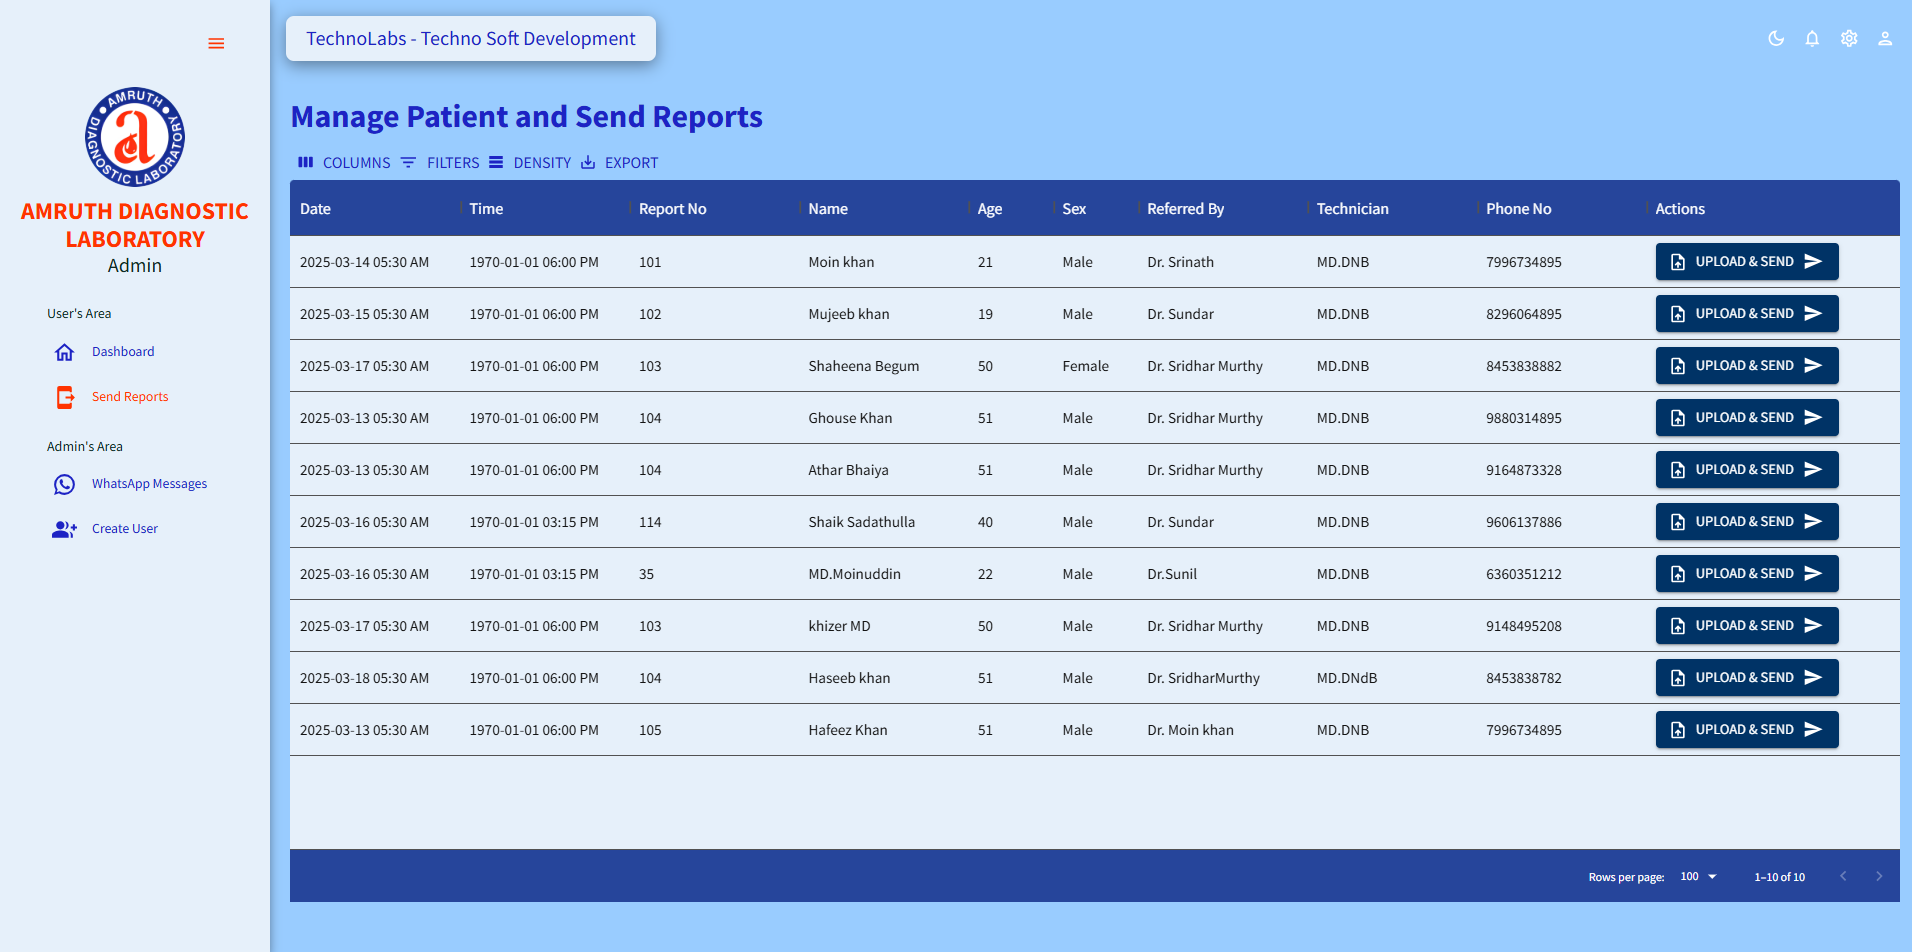 TechnoLabs - Techno Soft Development
AMRUTH
DIAGNOSTIC LABORATORY
a
AMRUTH DIAGNOSTIC
LABORATORY
Admin
User's Area
Dashboard
Send Reports
Admin's Area
WhatsApp Messages
Create User
Manage Patient and Send Reports
COLUMNS FILTERS DENSITY EXPORT
Date Time Report No Name Age Sex Referred By Technician Phone No Actions
2025-03-14 05:30 AM 1970-01-01 06:00 PM 101 Moin khan 21 Male Dr. Srinath MD.DNB 7996734895 UPLOAD & SEND
2025-03-15 05:30 AM 1970-01-01 06:00 PM 102 Mujeeb khan 19 Male Dr. Sundar MD.DNB 8296064895 UPLOAD & SEND
2025-03-17 05:30 AM 1970-01-01 06:00 PM 103 Shaheena Begum 50 Female Dr. Sridhar Murthy MD.DNB 8453838882 UPLOAD & SEND
2025-03-13 05:30 AM 1970-01-01 06:00 PM 104 Ghouse Khan 51 Male Dr. Sridhar Murthy MD.DNB 9880314895 UPLOAD & SEND
2025-03-13 05:30 AM 1970-01-01 06:00 PM 104 Athar Bhaiya 51 Male Dr. Sridhar Murthy MD.DNB 9164873328 UPLOAD & SEND
2025-03-16 05:30 AM 1970-01-01 03:15 PM 114 Shaik Sadathulla 40 Male Dr. Sundar MD.DNB 9606137886 UPLOAD & SEND
2025-03-16 05:30 AM 1970-01-01 03:15 PM 35 MD.Moinuddin 22 Male Dr.Sunil MD.DNB 6360351212 UPLOAD & SEND
2025-03-17 05:30 AM 1970-01-01 06:00 PM 103 khizer MD 50 Male Dr. Sridhar Murthy MD.DNB 9148495208 UPLOAD & SEND
2025-03-18 05:30 AM 1970-01-01 06:00 PM 104 Haseeb khan 51 Male Dr. SridharMurthy MD.DNdB 8453838782 UPLOAD & SEND
2025-03-13 05:30 AM 1970-01-01 06:00 PM 105 Hafeez Khan 51 Male Dr. Moin khan MD.DNB 7996734895 UPLOAD & SEND
Rows per page: 100 1–10 of 10